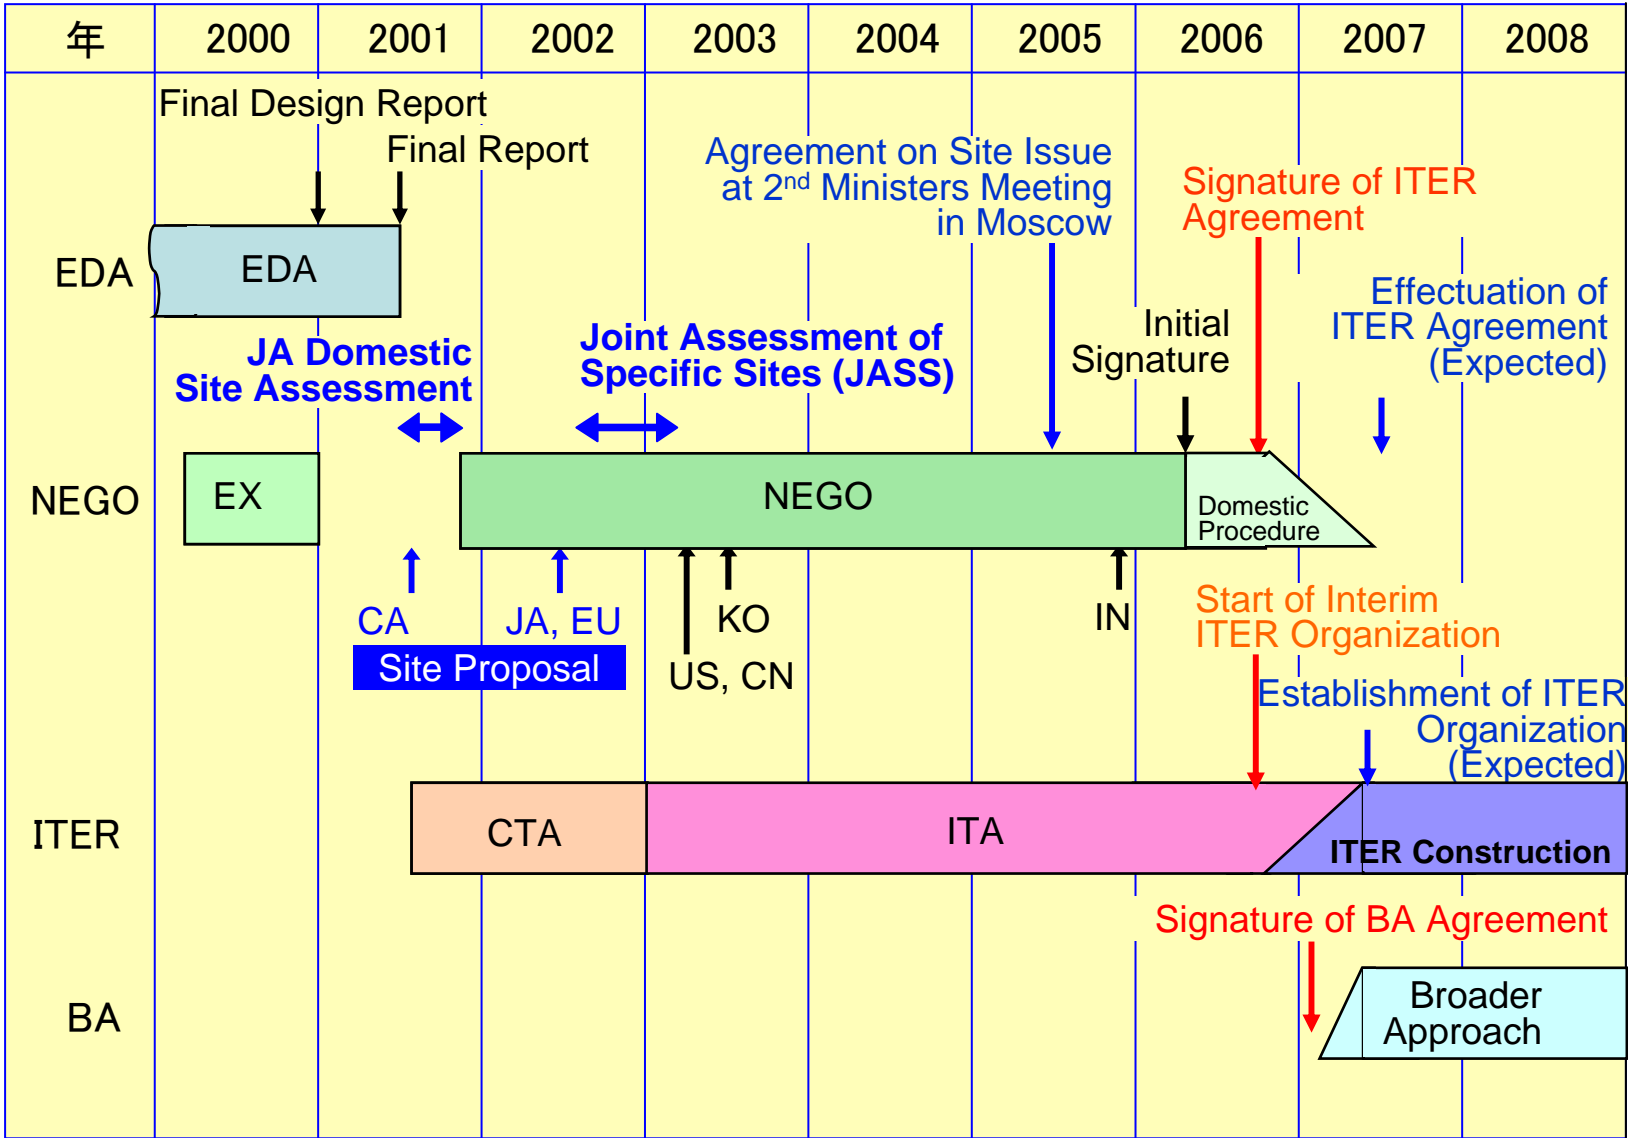 年 2000 2001 2002 2003 2004 2005 2006 2007 2008
Final Design Report
Final Report
Agreement on Site Issue
at 2nd Ministers Meeting
in Moscow
Signature of ITER
Agreement
EDA
EDA
Effectuation of
ITER Agreement
(Expected)
Initial
Signature
JA Domestic
Site Assessment
Joint Assessment of
Specific Sites (JASS)
NEGO
EX
NEGO
Domestic
Procedure
CA
JA, EU
Site Proposal
KO
US, CN
IN
Start of Interim
ITER Organization
Establishment of ITER
Organization
(Expected)
ITER
CTA
ITA
ITER Construction
Signature of BA Agreement
BA
Broader
Approach